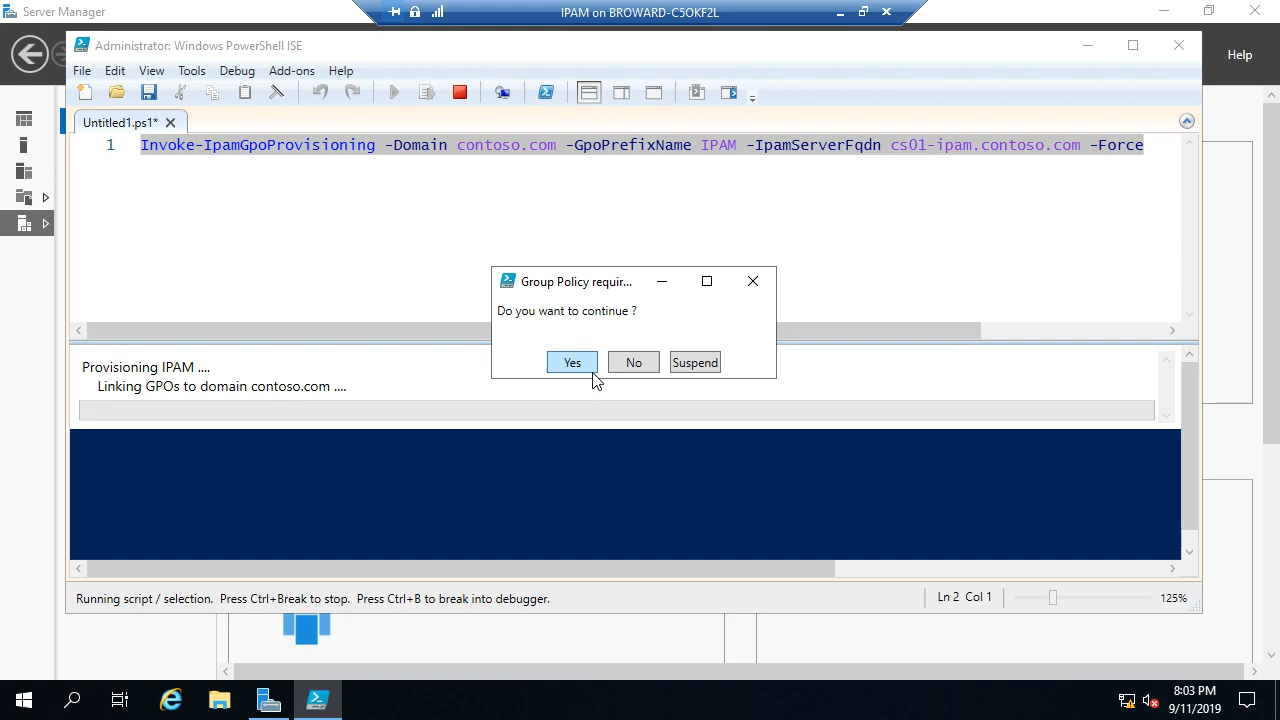 Server Manager
IPAM on BROWARD-C5OKF2L
Administrator: Windows PowerShell ISE
Help
File Edit View Tools Debug Add-ons Help
Untitled1.ps1*
1 Invoke-IpamGpoProvisioning -Domain contoso.com -GpoPrefixName IPAM -IpamServerFqdn cs01-ipam.contoso.com -Force
Group Policy requir...
Do you want to continue ?
Yes No Suspend
Provisioning IPAM ....
Linking GPOs to domain contoso.com ....
Running script / selection. Press Ctrl+Break to stop. Press Ctrl+B to break into debugger.
Ln 2 Col 1
125%
8:03 PM
9/11/2019